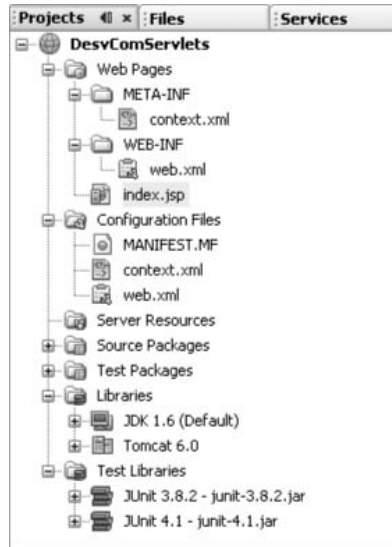 Projects Files Services
DesvComServlets
Web Pages
META-INF
context.xml
WEB-INF
web.xml
index.jsp
Configuration Files
MANIFEST.MF
context.xml
web.xml
Server Resources
Source Packages
Test Packages
Libraries
JDK 1.6 (Default)
Tomcat 6.0
Test Libraries
JUnit 3.8.2 - junit-3.8.2.jar
JUnit 4.1 - junit-4.1.jar